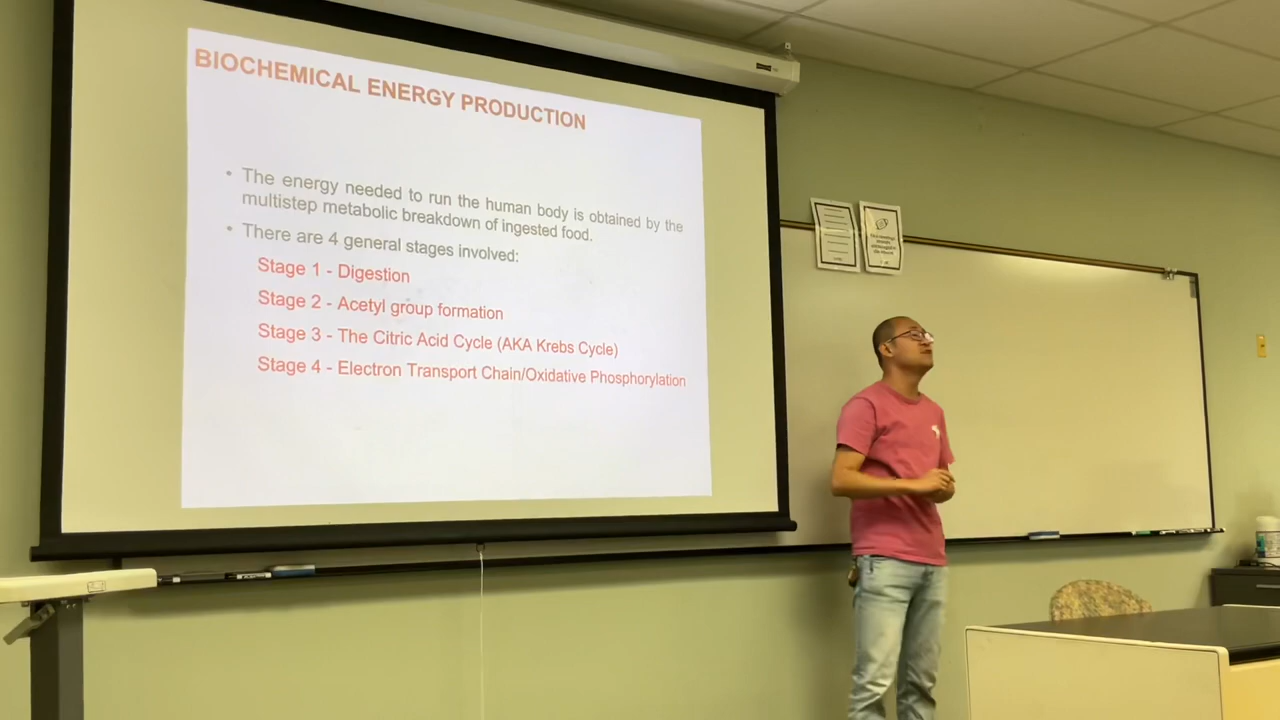 BIOCHEMICAL ENERGY PRODUCTION
• The energy needed to run the human body is obtained by the
multistep metabolic breakdown of ingested food.
• There are 4 general stages involved:
Stage 1 - Digestion
Stage 2 - Acetyl group formation
Stage 3 - The Citric Acid Cycle (AKA Krebs Cycle)
Stage 4 - Electron Transport Chain/Oxidative Phosphorylation